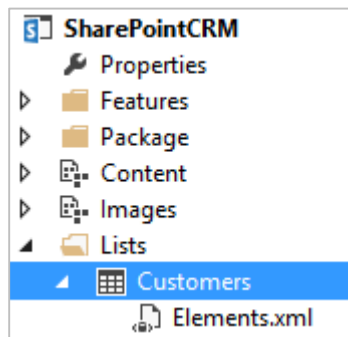 SharePointCRM
Properties
Features
Package
Content
Images
Lists
Customers
Elements.xml